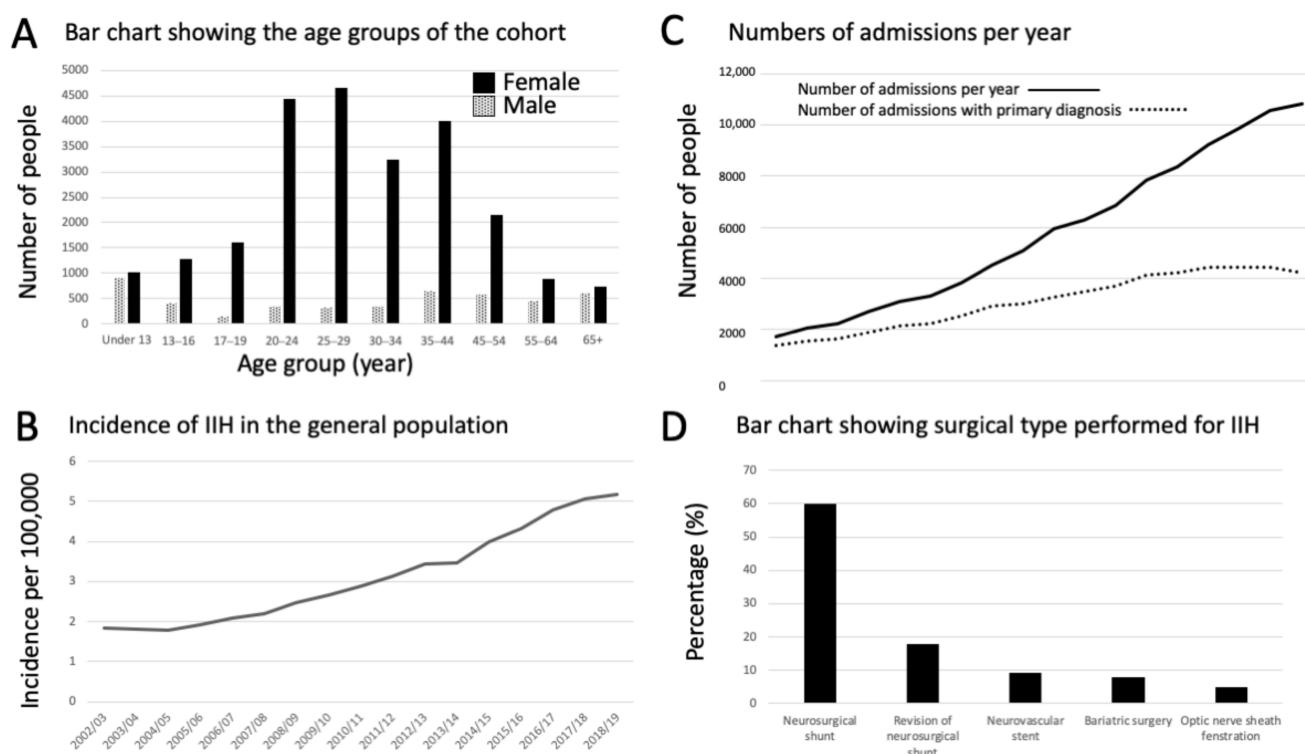 A Bar chart showing the age groups of the cohort
Number of people
5000
4500
4000
3500
3000
2500
2000
1500
1000
500
0
Female
Male
Under 13 13–16 17–19 20–24 25–29 30–34 35–44 45–54 55–64 65+
Age group (year)
B Incidence of IIH in the general population
Incidence per 100,000
6
5
4
3
2
1
0
2002/03 2003/04 2004/05 2005/06 2006/07 2007/08 2008/09 2009/10 2010/11 2011/12 2012/13 2013/14 2014/15 2015/16 2016/17 2017/18 2018/19
C Numbers of admissions per year
Number of people
12,000
10,000
8000
6000
4000
2000
0
Number of admissions per year
Number of admissions with primary diagnosis
D Bar chart showing surgical type performed for IIH
Percentage (%)
70
60
50
40
30
20
10
0
Neurosurgical
shunt
Revision of
neurosurgical
shunt
Neurovascular
stent
Bariatric surgery
Optic nerve sheath
fenstration